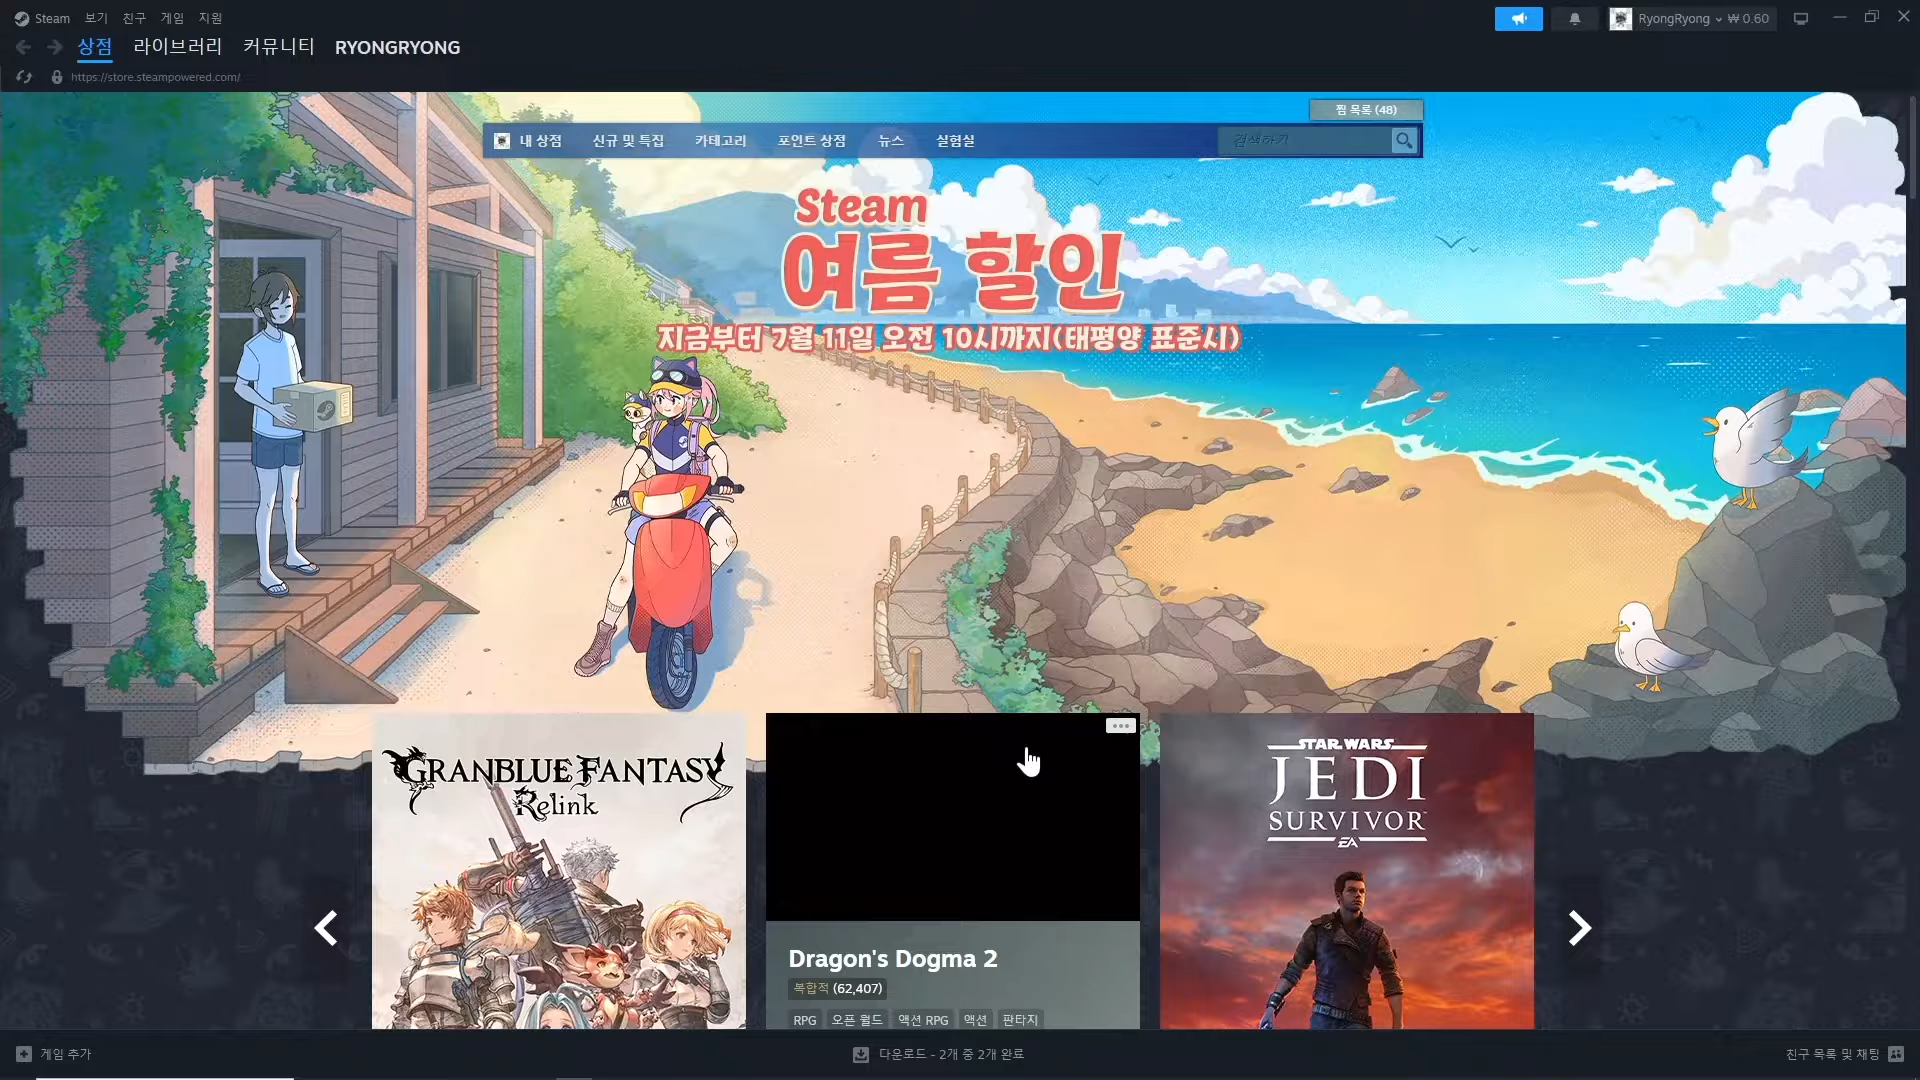 Steam 보기 친구 게임 지원
RyongRyong ₩ 0.60
상점 라이브러리 커뮤니티 RYONGRYONG
https://store.steampowered.com/
찜 목록 (48)
내 상점 신규 및 특집 카테고리 포인트 상점 뉴스 실험실 검색하기
Steam
여름 할인
지금부터 7월 11일 오전 10시까지(태평양 표준시)
GRANBLUE FANTASY
Relink
STAR WARS
JEDI
SURVIVOR
EA
Dragon's Dogma 2
복합적 (62,407)
RPG 오픈 월드 액션 RPG 액션 판타지
게임 추가 다운로드 - 2개 중 2개 완료 친구 목록 및 채팅